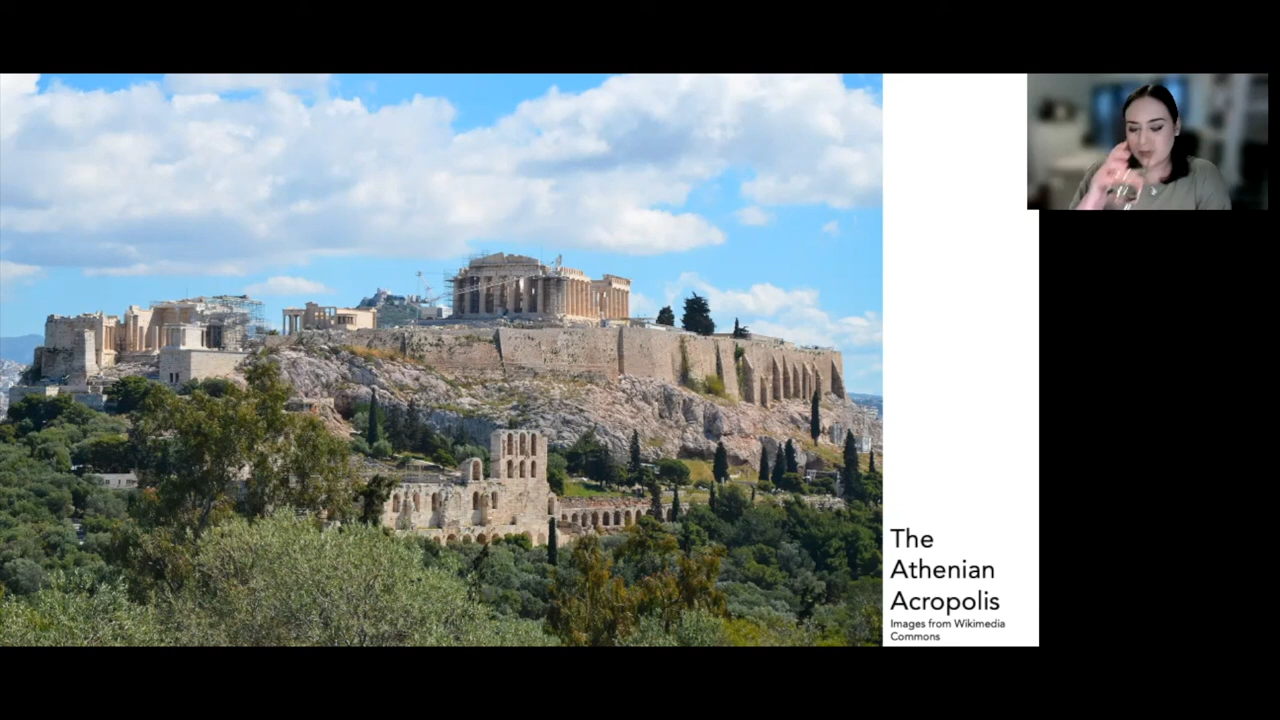 The
Athenian
Acropolis
Images from Wikimedia
Commons